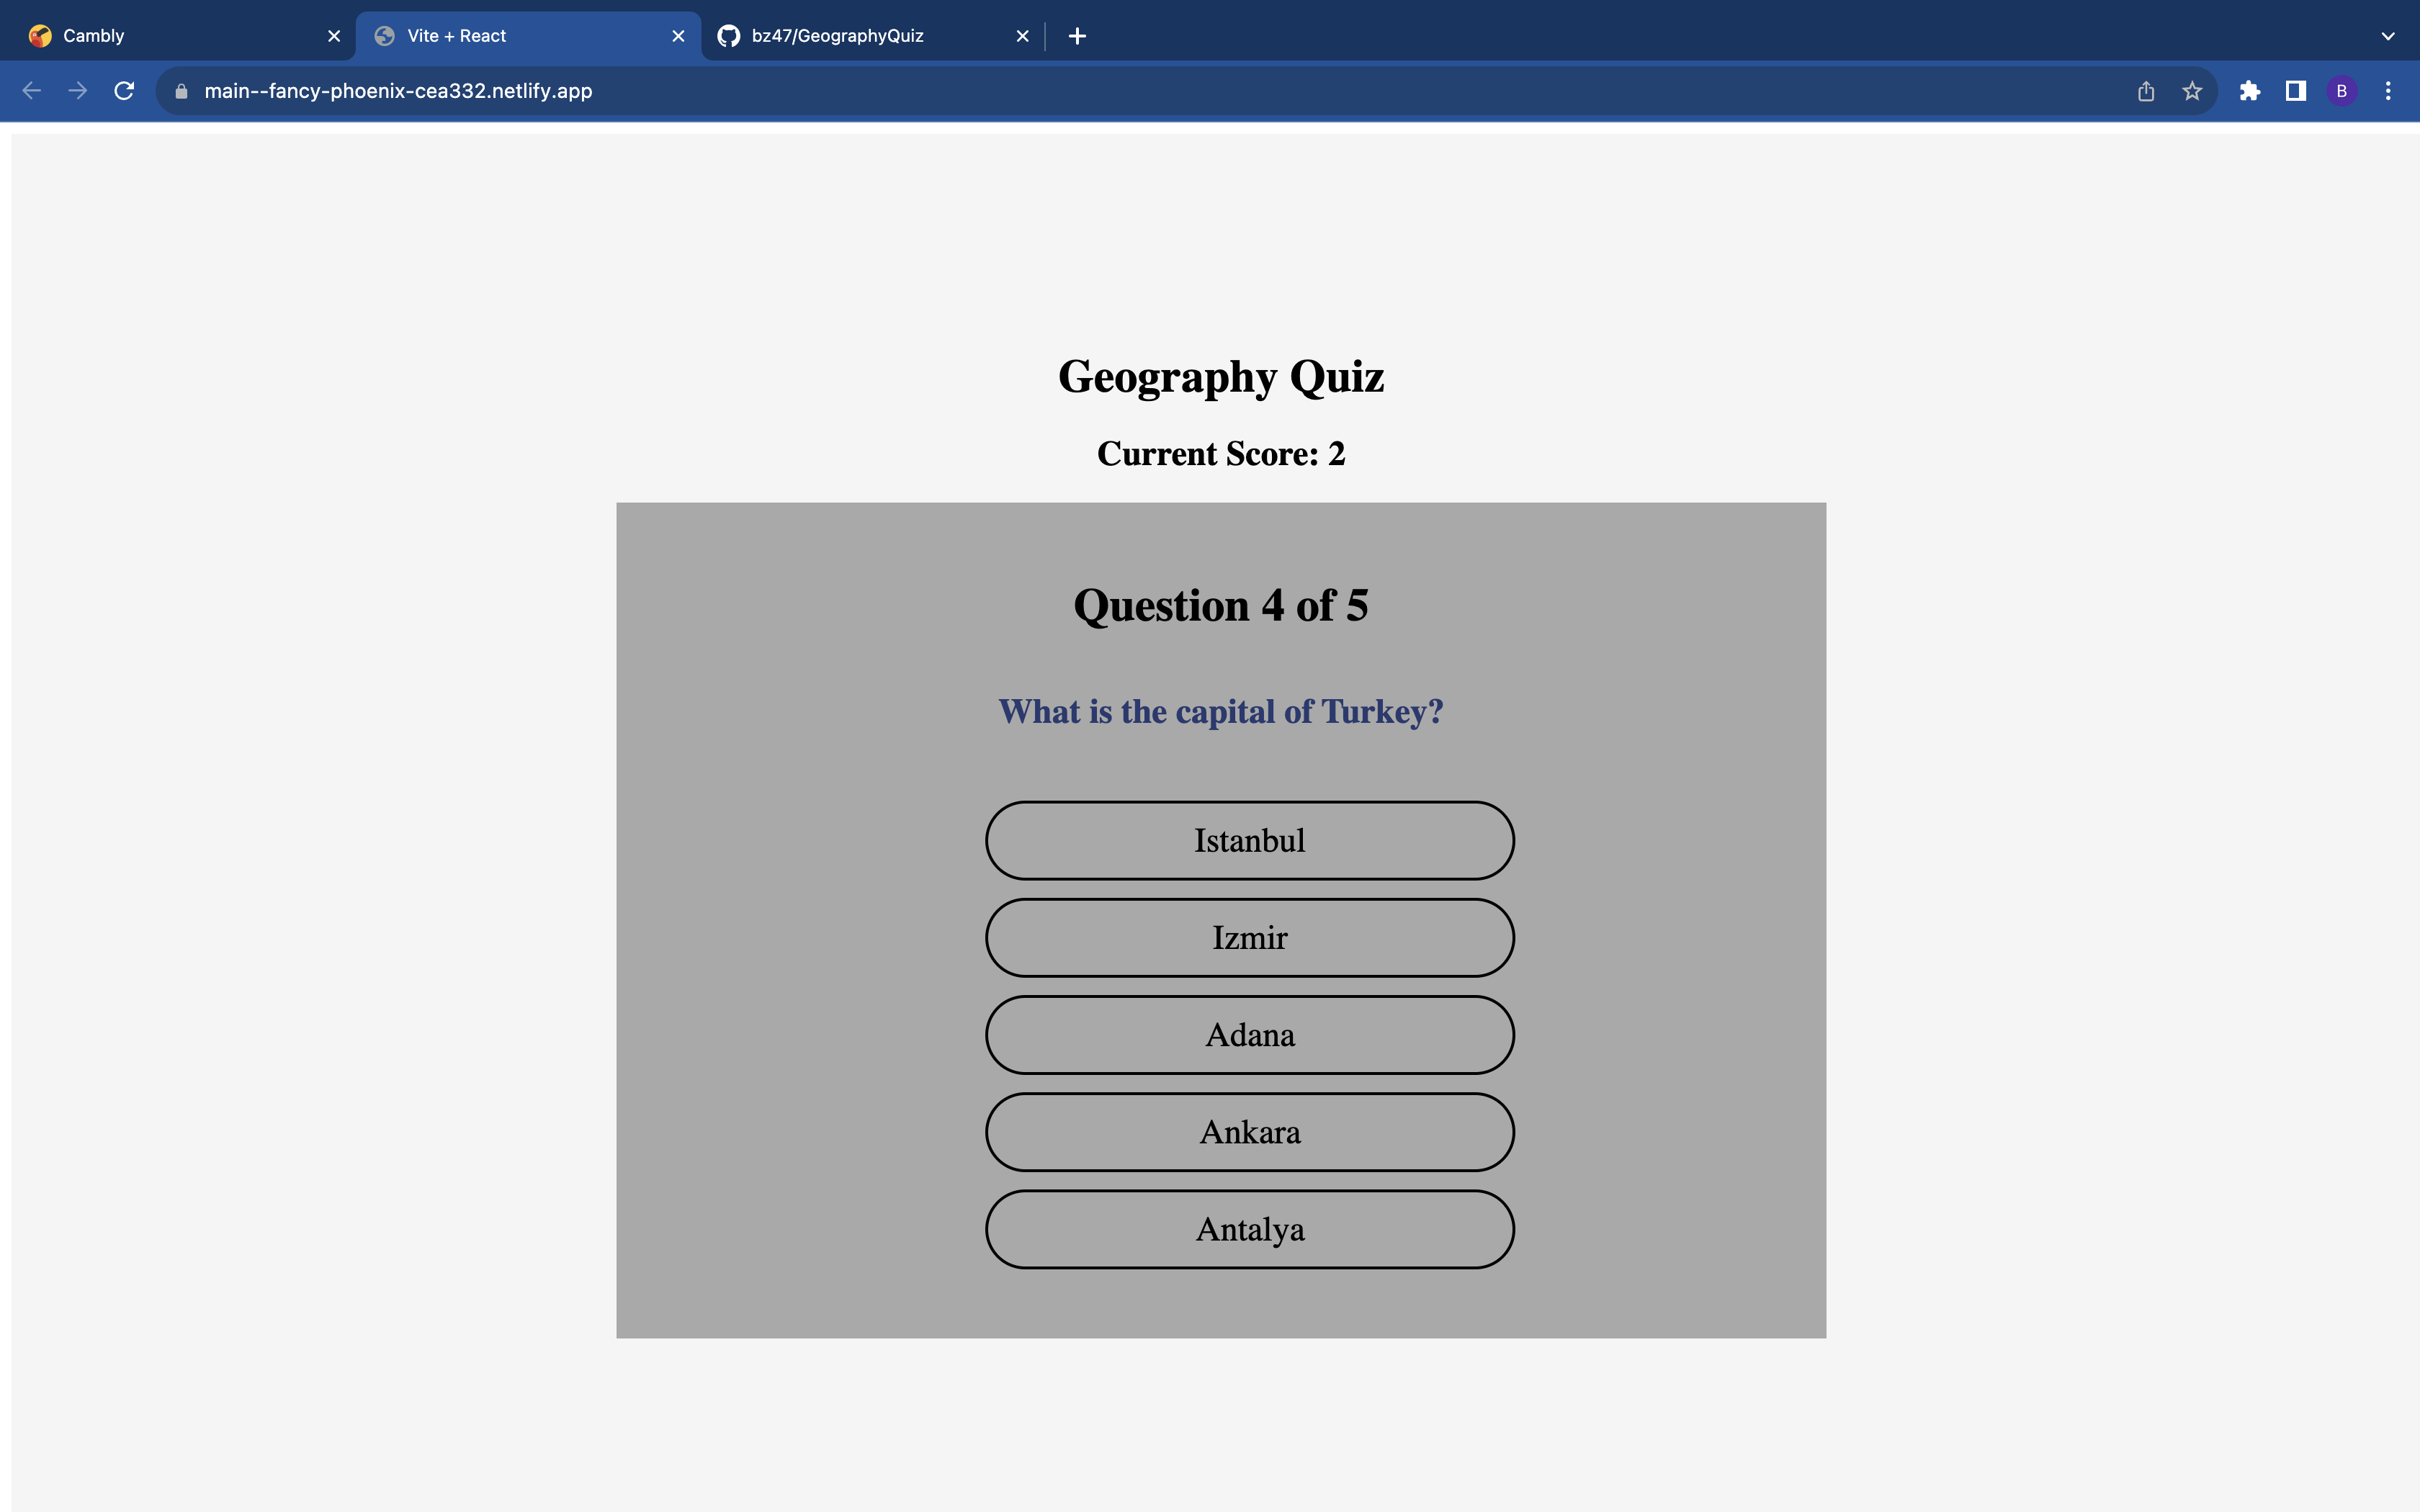 Cambly
Vite + React
bz47/GeographyQuiz
main--fancy-phoenix-cea332.netlify.app
B
Geography Quiz
Current Score: 2
Question 4 of 5
What is the capital of Turkey?
Istanbul
Izmir
Adana
Ankara
Antalya